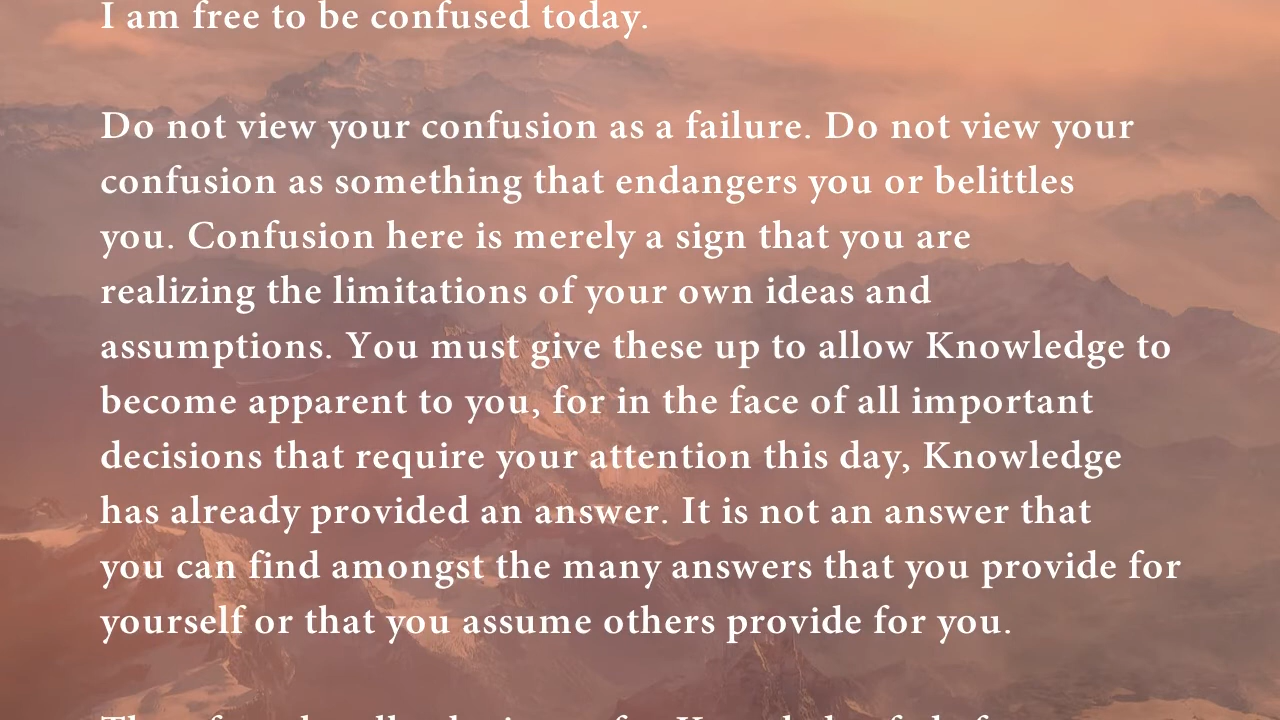 I am free to be confused today.
Do not view your confusion as a failure. Do not view your
confusion as something that endangers you or belittles
you. Confusion here is merely a sign that you are
realizing the limitations of your own ideas and
assumptions. You must give these up to allow Knowledge to
become apparent to you, for in the face of all important
decisions that require your attention this day, Knowledge
has already provided an answer. It is not an answer that
you can find amongst the many answers that you provide for
yourself or that you assume others provide for you.